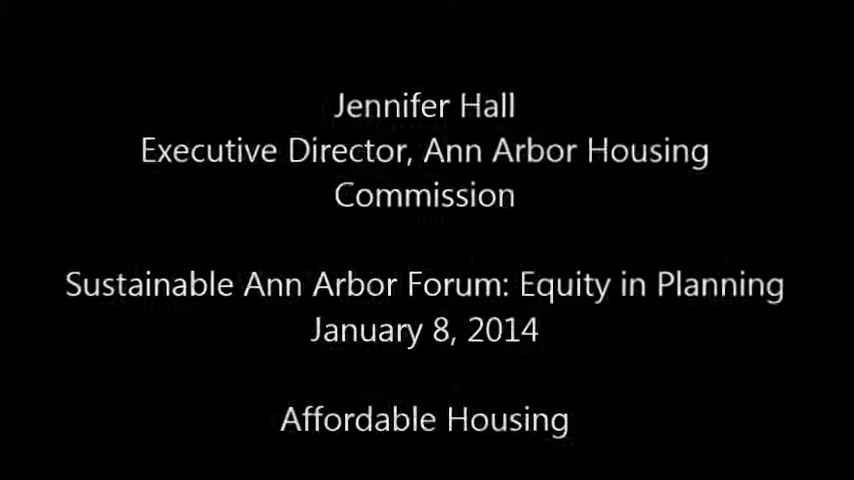 Jennifer Hall
Executive Director, Ann Arbor Housing
Commission
Sustainable Ann Arbor Forum: Equity in Planning
January 8, 2014
Affordable Housing